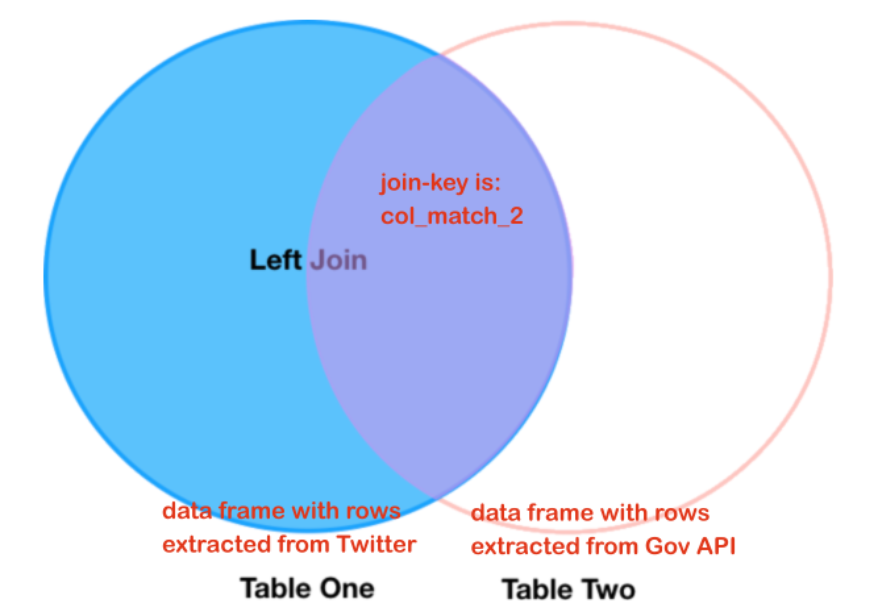 join-key is:
col_match_2
Left Join
data frame with rows
extracted from Twitter
data frame with rows
extracted from Gov API
Table One
Table Two